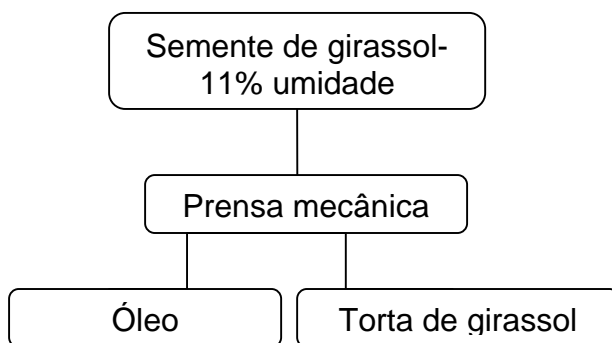 Semente de girassol-
11% umidade
Prensa mecânica
Óleo
Torta de girassol